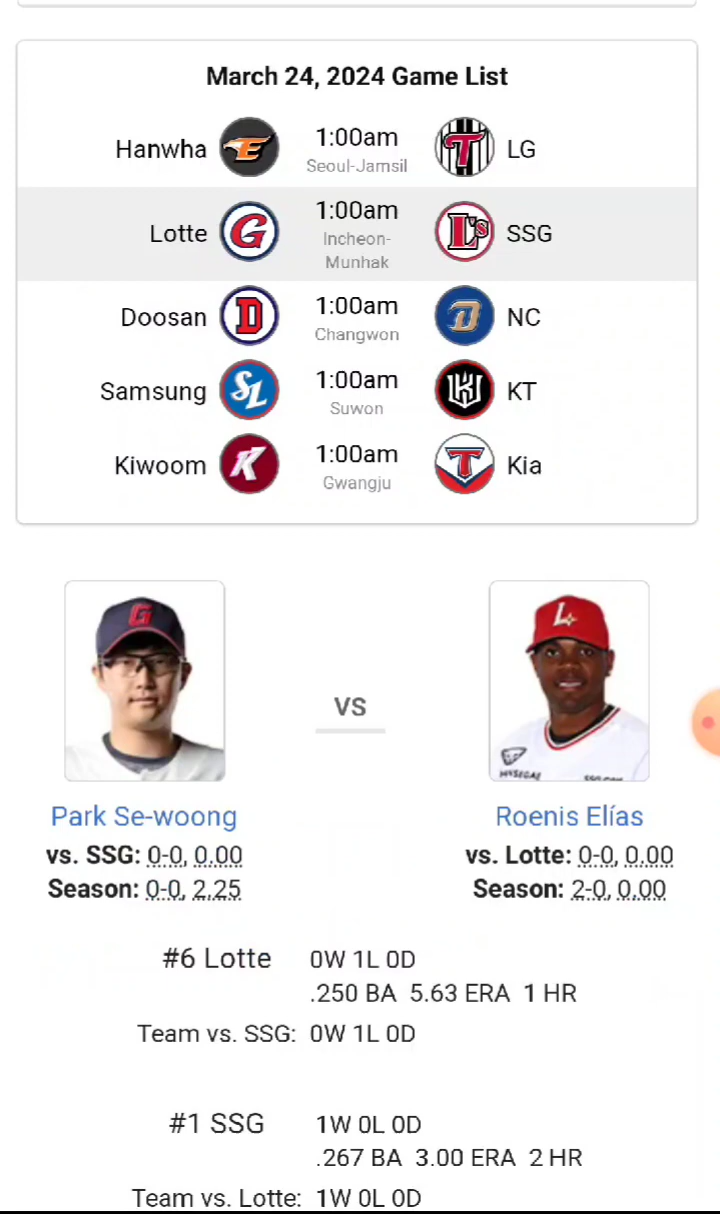 March 24, 2024 Game List
Hanwha 1:00am LG
Seoul-Jamsil
Lotte 1:00am SSG
Incheon-
Munhak
Doosan 1:00am NC
Changwon
Samsung 1:00am KT
Suwon
Kiwoom 1:00am Kia
Gwangju
VS
Park Se-woong Roenis Elías
vs. SSG: 0-0, 0.00 vs. Lotte: 0-0, 0.00
Season: 0-0, 2.25 Season: 2-0, 0.00
#6 Lotte 0W 1L 0D
.250 BA 5.63 ERA 1 HR
Team vs. SSG: 0W 1L 0D
#1 SSG 1W 0L 0D
.267 BA 3.00 ERA 2 HR
Team vs. Lotte: 1W 0L 0D